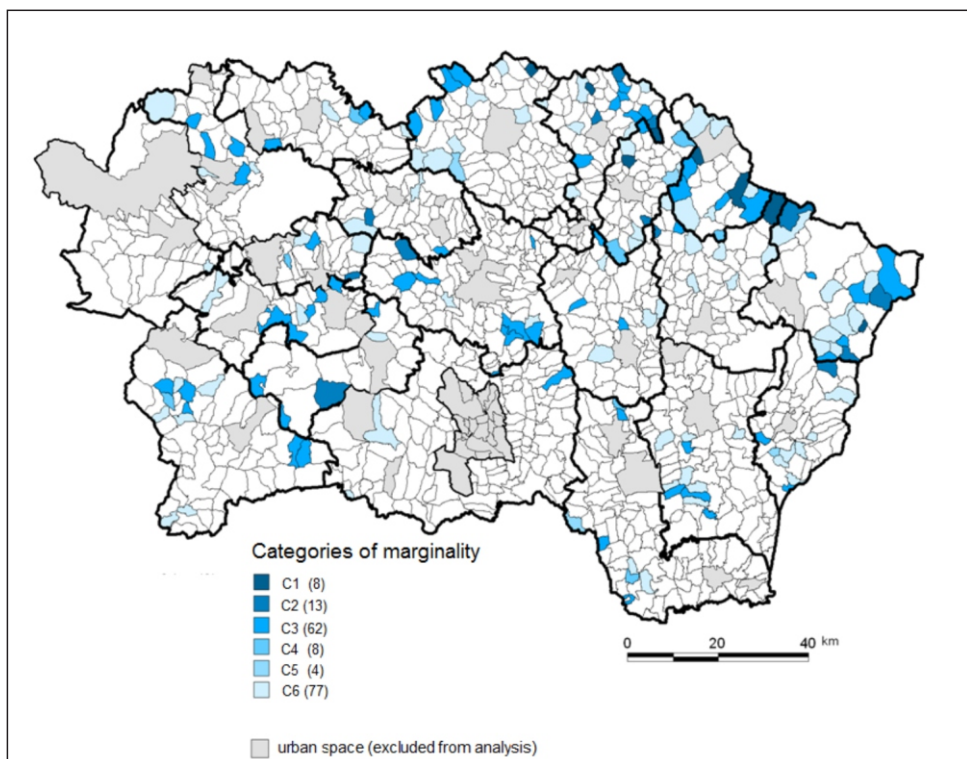 Categories of marginality
C1 (8)
C2 (13)
C3 (62)
C4 (8)
C5 (4)
C6 (77)
0 20 40 km
urban space (excluded from analysis)